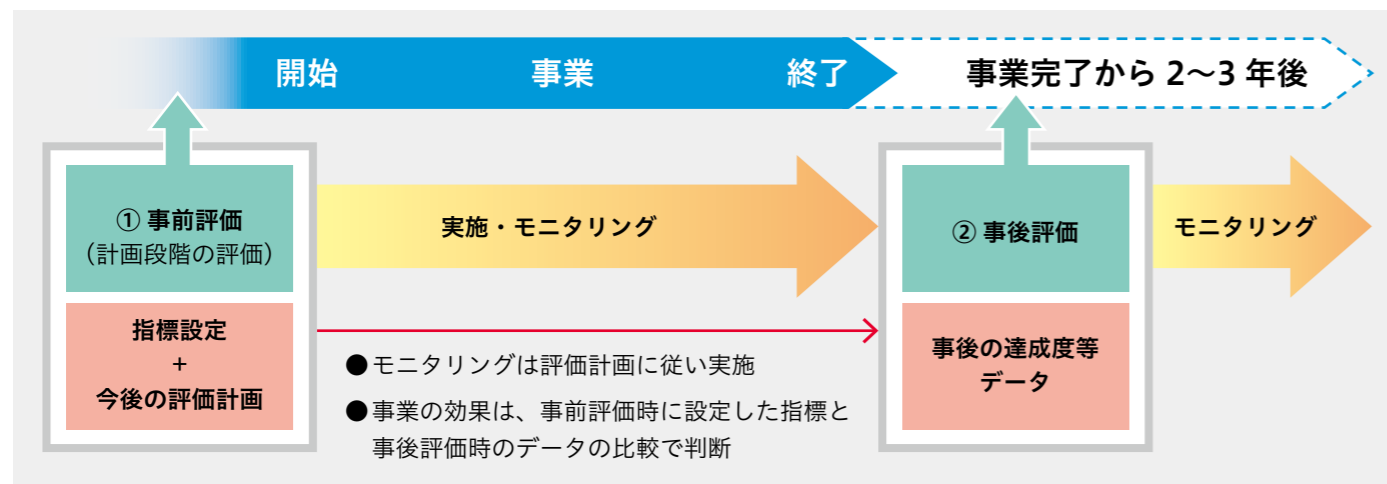 開始
事業
終了
事業完了から 2～3 年後
① 事前評価
（計画段階の評価）
指標設定
+
今後の評価計画
実施・モニタリング
●モニタリングは評価計画に従い実施
●事業の効果は、事前評価時に設定した指標と
事後評価時のデータの比較で判断
② 事後評価
事後の達成度等
データ
モニタリング